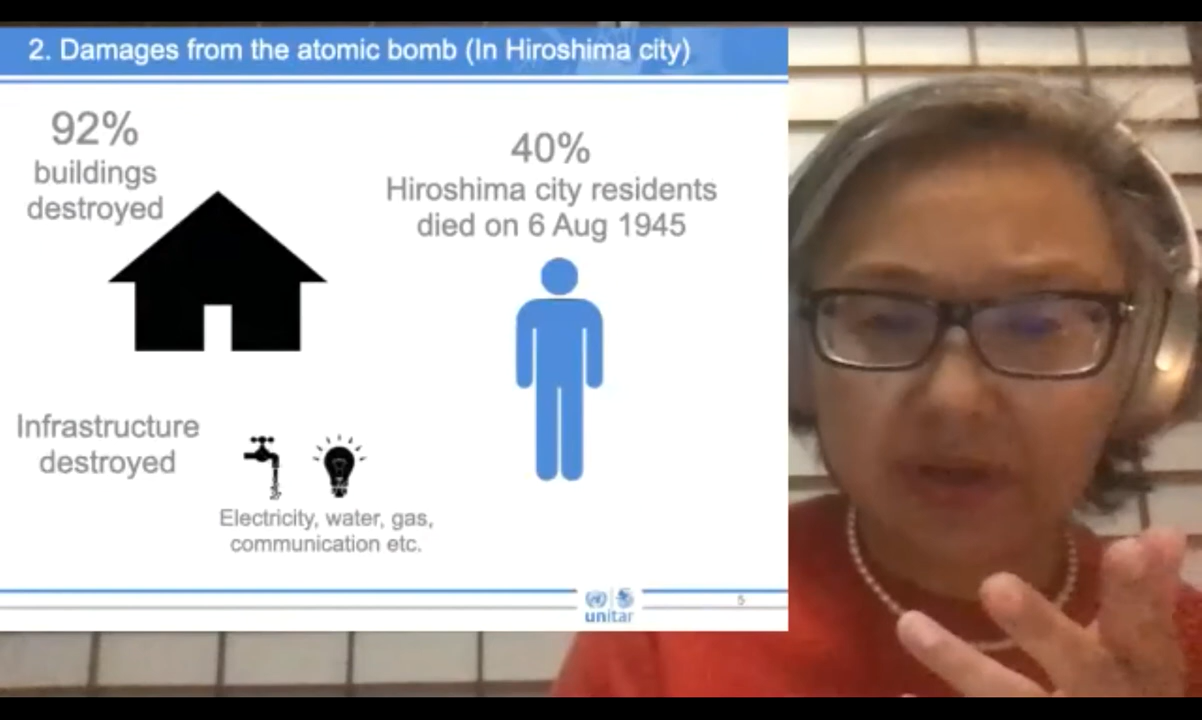 2. Damages from the atomic bomb (In Hiroshima city)
92%
buildings
destroyed
40%
Hiroshima city residents
died on 6 Aug 1945
Infrastructure
destroyed
Electricity, water, gas,
communication etc.
unitar
5